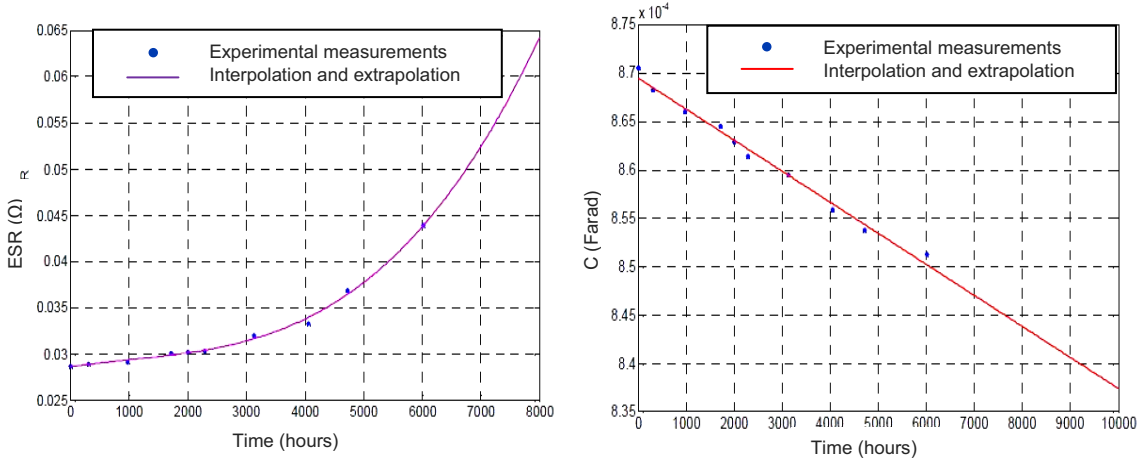 0.065
0.06
0.055
0.05
0.045
0.04
0.035
0.03
0.025
R
ESR (Ω)
Experimental measurements
Interpolation and extrapolation
0 1000 2000 3000 4000 5000 6000 7000 8000
Time (hours)
8.75 x 10⁻⁴
8.7
8.65
8.6
8.55
8.5
8.45
8.4
8.35
C (Farad)
Experimental measurements
Interpolation and extrapolation
0 1000 2000 3000 4000 5000 6000 7000 8000 9000 10000
Time (hours)